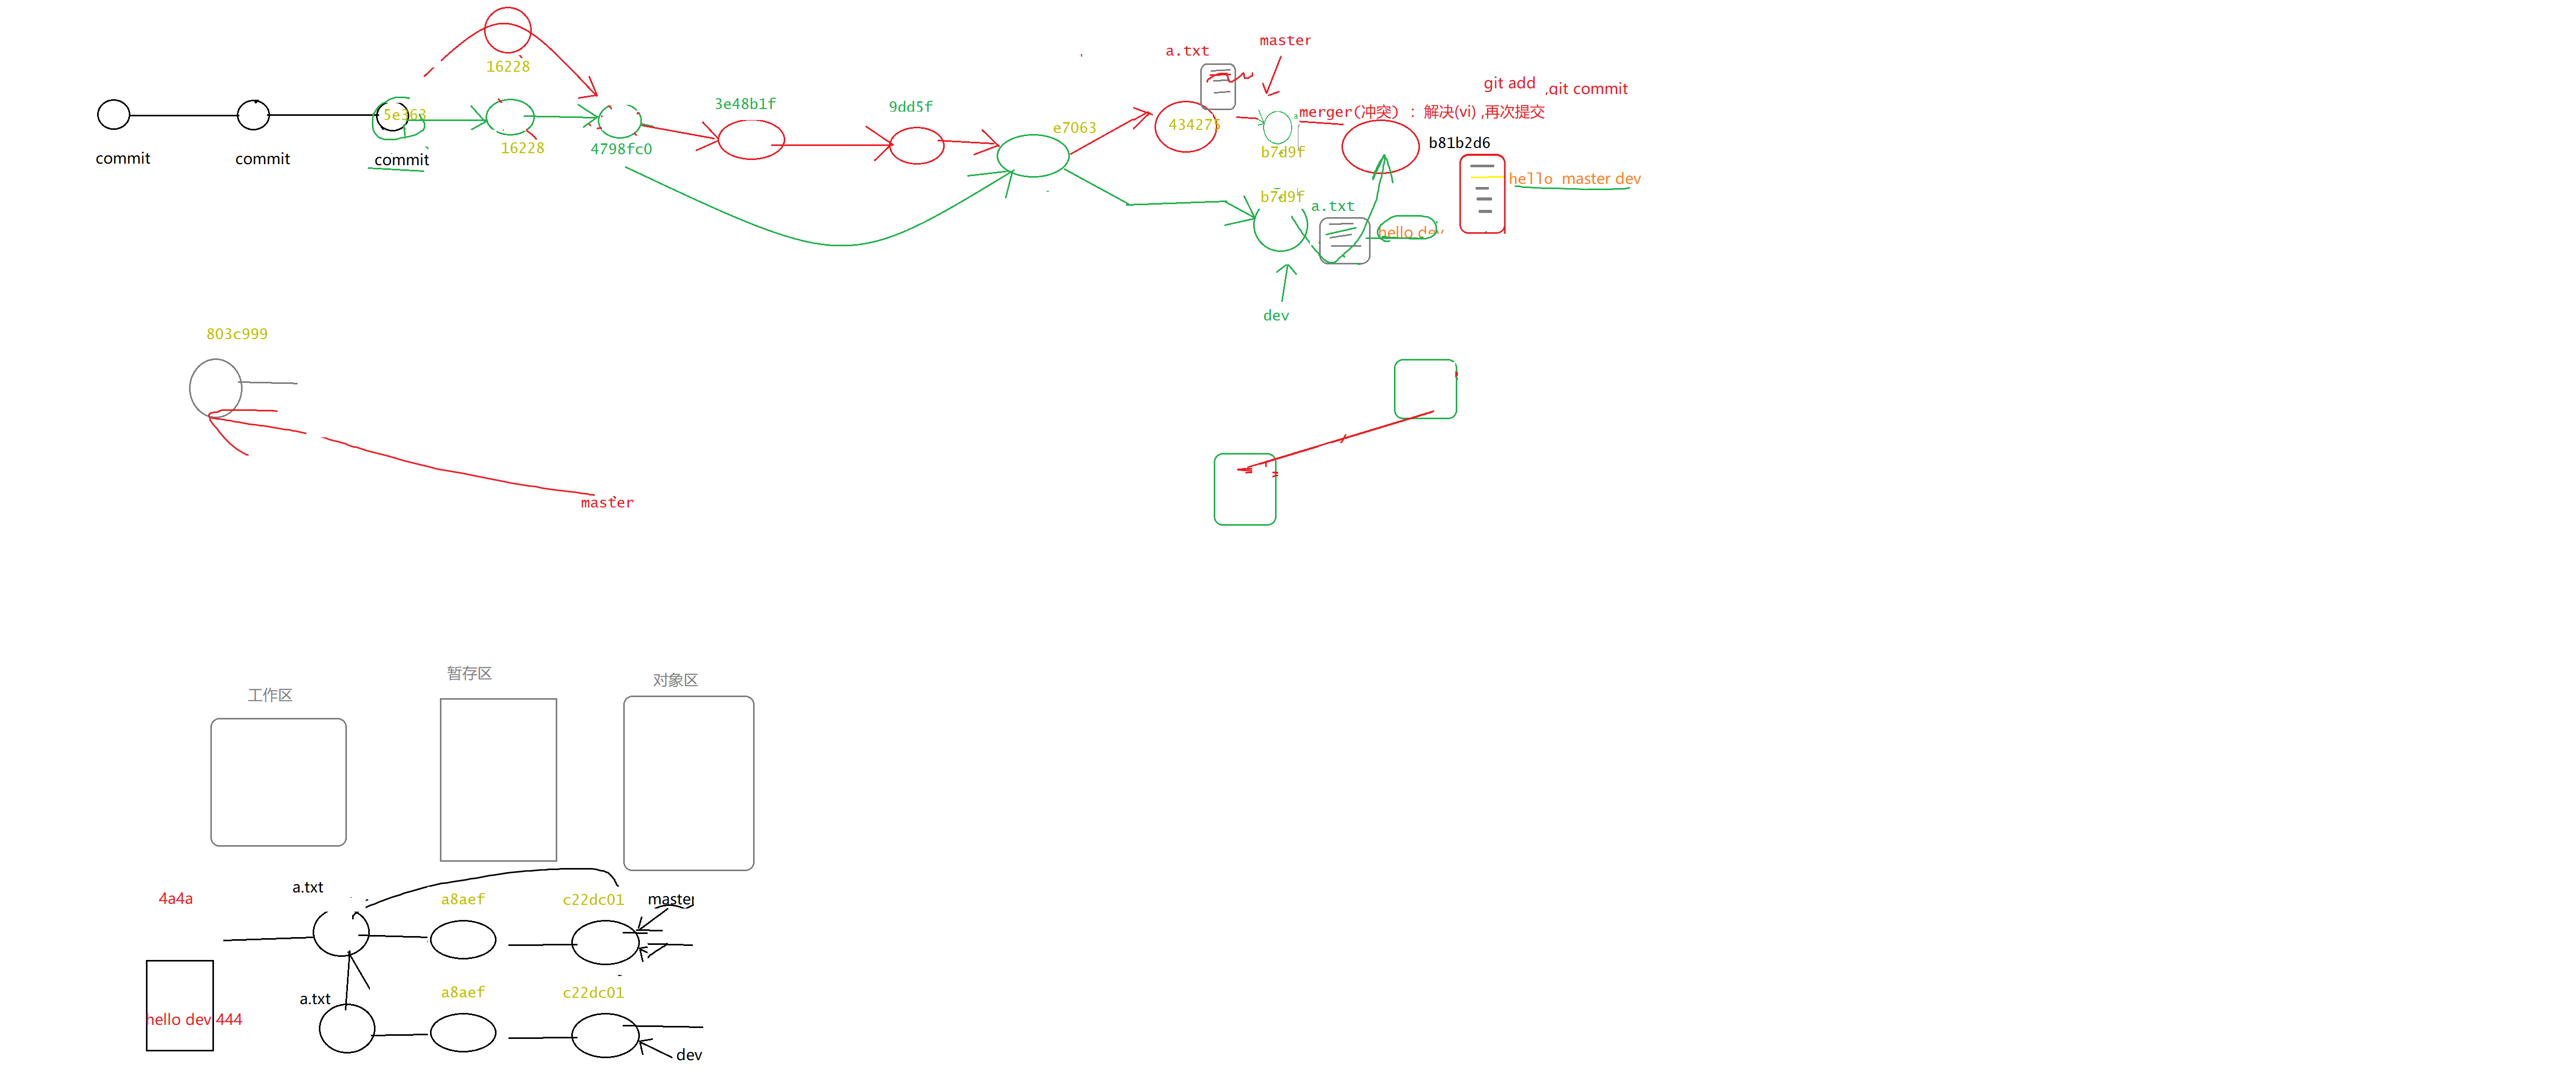 16228
a.txt
master
git add ,git commit
5e363
3e48b1f
9dd5f
434275
merger(冲突) : 解决(vi) ,再次提交
e7063
b81b2d6
16228
4798fc0
b7d9f
commit
commit
commit
hello master dev
b7d9f
a.txt
hello dev
dev
803c999
master
工作区
暂存区
对象区
4a4a
a.txt
a8aef
c22dc01
master
a.txt
a8aef
c22dc01
hello dev 444
dev